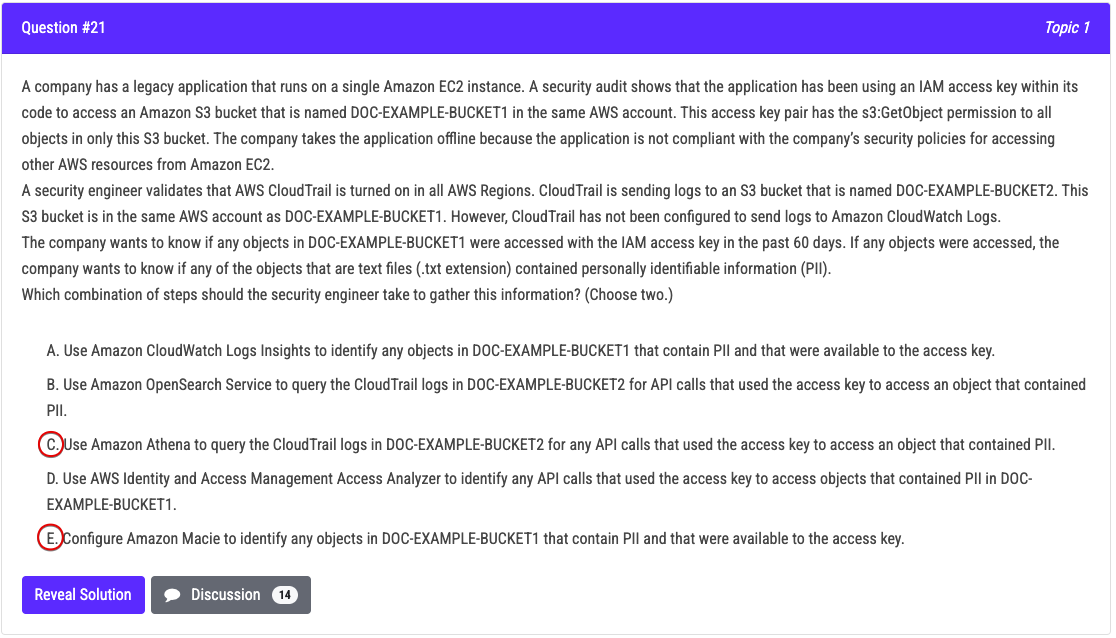 Question #21
Topic 1
A company has a legacy application that runs on a single Amazon EC2 instance. A security audit shows that the application has been using an IAM access key within its
code to access an Amazon S3 bucket that is named DOC-EXAMPLE-BUCKET1 in the same AWS account. This access key pair has the s3:GetObject permission to all
objects in only this S3 bucket. The company takes the application offline because the application is not compliant with the company's security policies for accessing
other AWS resources from Amazon EC2.
A security engineer validates that AWS CloudTrail is turned on in all AWS Regions. CloudTrail is sending logs to an S3 bucket that is named DOC-EXAMPLE-BUCKET2. This
S3 bucket is in the same AWS account as DOC-EXAMPLE-BUCKET1. However, CloudTrail has not been configured to send logs to Amazon CloudWatch Logs.
The company wants to know if any objects in DOC-EXAMPLE-BUCKET1 were accessed with the IAM access key in the past 60 days. If any objects were accessed, the
company wants to know if any of the objects that are text files (.txt extension) contained personally identifiable information (PII).
Which combination of steps should the security engineer take to gather this information? (Choose two.)
A. Use Amazon CloudWatch Logs Insights to identify any objects in DOC-EXAMPLE-BUCKET1 that contain PII and that were available to the access key.
B. Use Amazon OpenSearch Service to query the CloudTrail logs in DOC-EXAMPLE-BUCKET2 for API calls that used the access key to access an object that contained
PII.
C. Use Amazon Athena to query the CloudTrail logs in DOC-EXAMPLE-BUCKET2 for any API calls that used the access key to access an object that contained PII.
D. Use AWS Identity and Access Management Access Analyzer to identify any API calls that used the access key to access objects that contained PII in DOC-
EXAMPLE-BUCKET1.
E. Configure Amazon Macie to identify any objects in DOC-EXAMPLE-BUCKET1 that contain PII and that were available to the access key.
Reveal Solution
Discussion 14